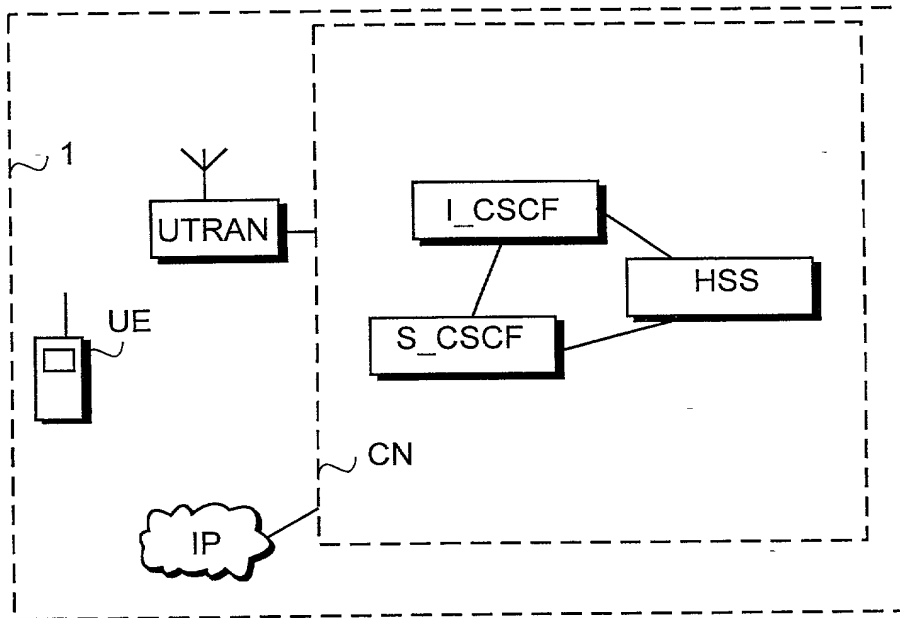 1
UTRAN
I_CSCF
HSS
S_CSCF
UE
CN
IP